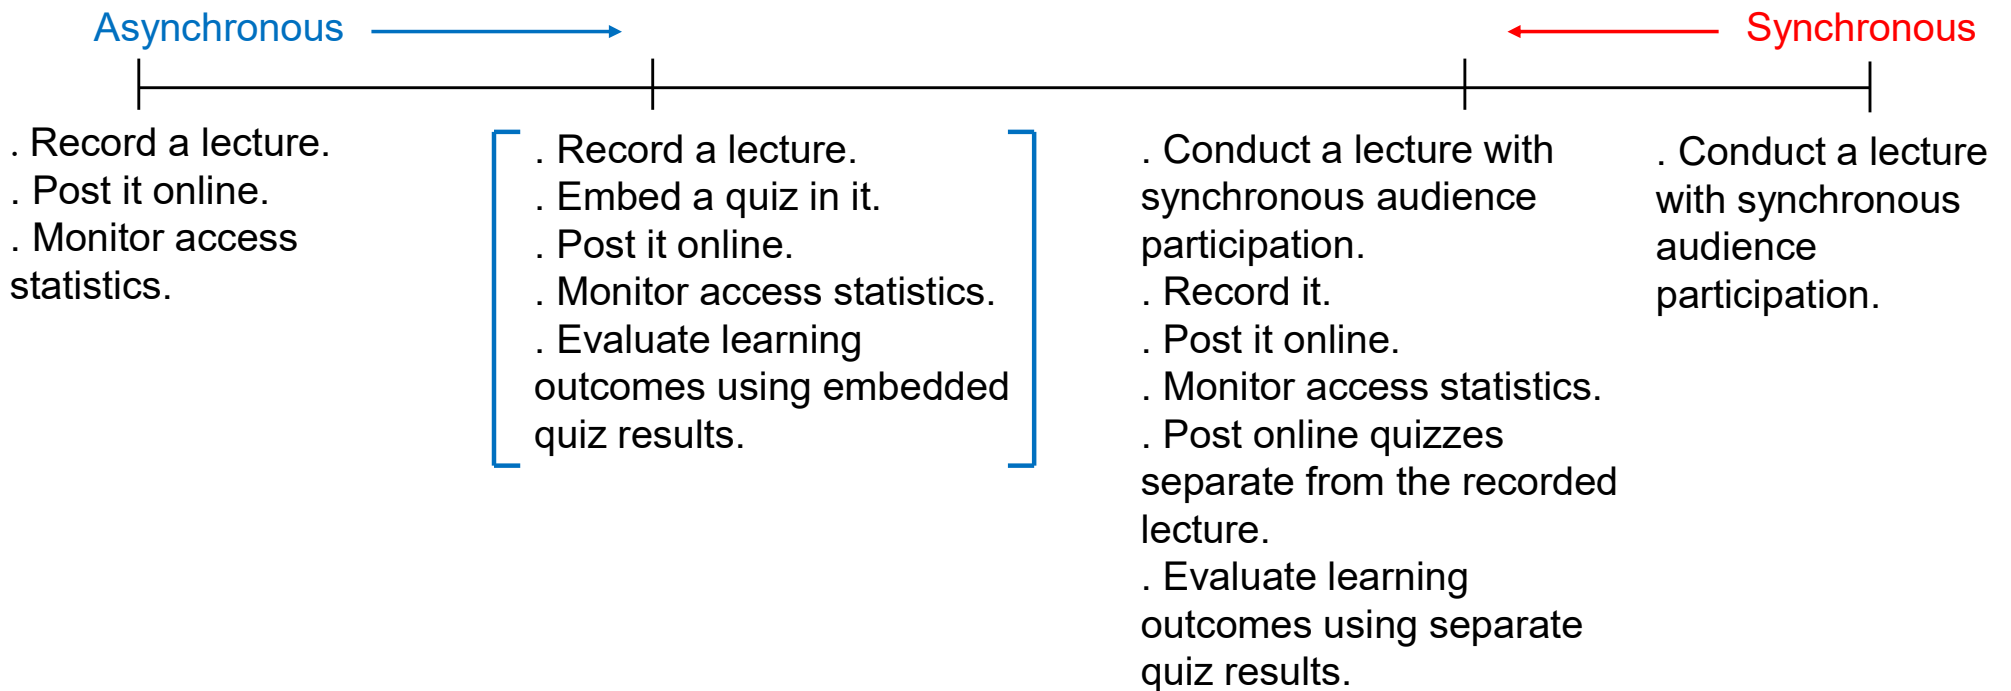 Asynchronous
Synchronous
. Record a lecture.
. Post it online.
. Monitor access
statistics.
. Record a lecture.
. Embed a quiz in it.
. Post it online.
. Monitor access statistics.
. Evaluate learning
outcomes using embedded
quiz results.
. Conduct a lecture with
synchronous audience
participation.
. Record it.
. Post it online.
. Monitor access statistics.
. Post online quizzes
separate from the recorded
lecture.
. Evaluate learning
outcomes using separate
quiz results.
. Conduct a lecture
with synchronous
audience
participation.